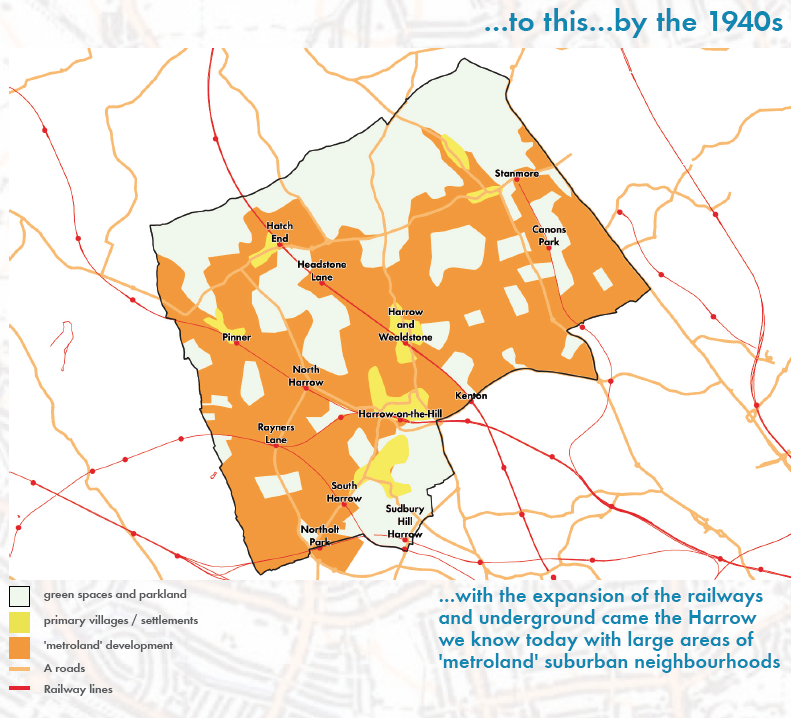 ...to this...by the 1940s
Stanmore
Hatch
End
Canons
Park
Headstone
Lane
Harrow
and
Wealdstone
Pinner
North
Harrow
Kenton
Harrow-on-the-Hill
Rayners
Lane
South
Harrow
Sudbury
Hill
Harrow
Northolt
Park
green spaces and parkland
primary villages / settlements
'metroland' development
A roads
Railway lines
...with the expansion of the railways
and underground came the Harrow
we know today with large areas of
'metroland' suburban neighbourhoods